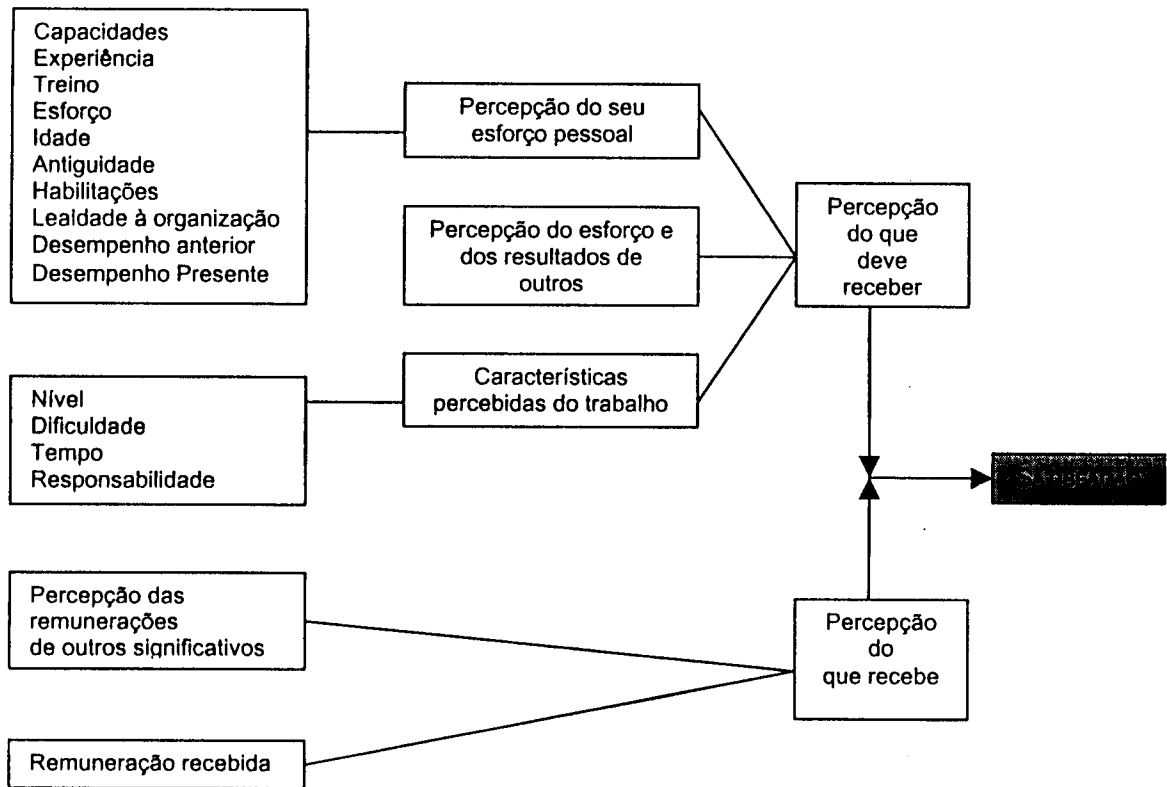 Capacidades
Experiência
Treino
Esforço
Idade
Antiguidade
Habilitações
Lealdade à organização
Desempenho anterior
Desempenho Presente
Percepção do seu
esforço pessoal
Percepção do esforço e
dos resultados de
outros
Percepção
do que
deve
receber
Nível
Dificuldade
Tempo
Responsabilidade
Características
percebidas do trabalho
Percepção das
remunerações
de outros significativos
Percepção
do
que recebe
Remuneração recebida